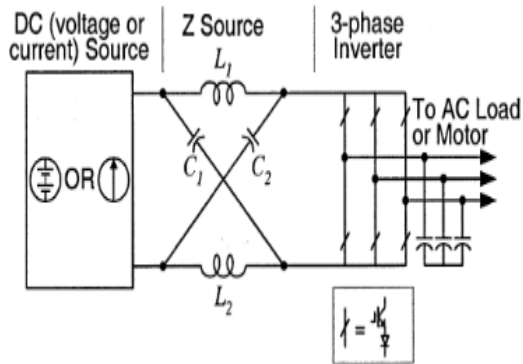 DC (voltage or
current) Source
Z Source
3-phase
Inverter
L1
To AC Load
or Motor
C1
C2
OR
L2
=